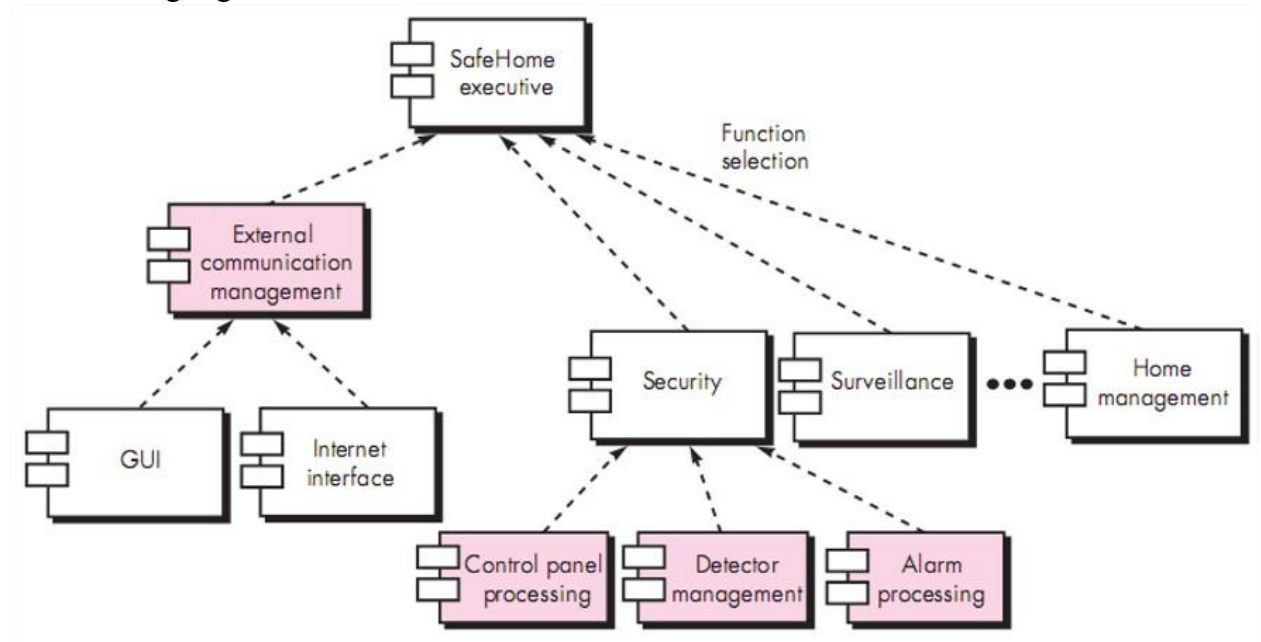 SafeHome
executive
Function
selection
External
communication
management
Security
Surveillance
Home
management
GUI
Internet
interface
Control panel
processing
Detector
management
Alarm
processing